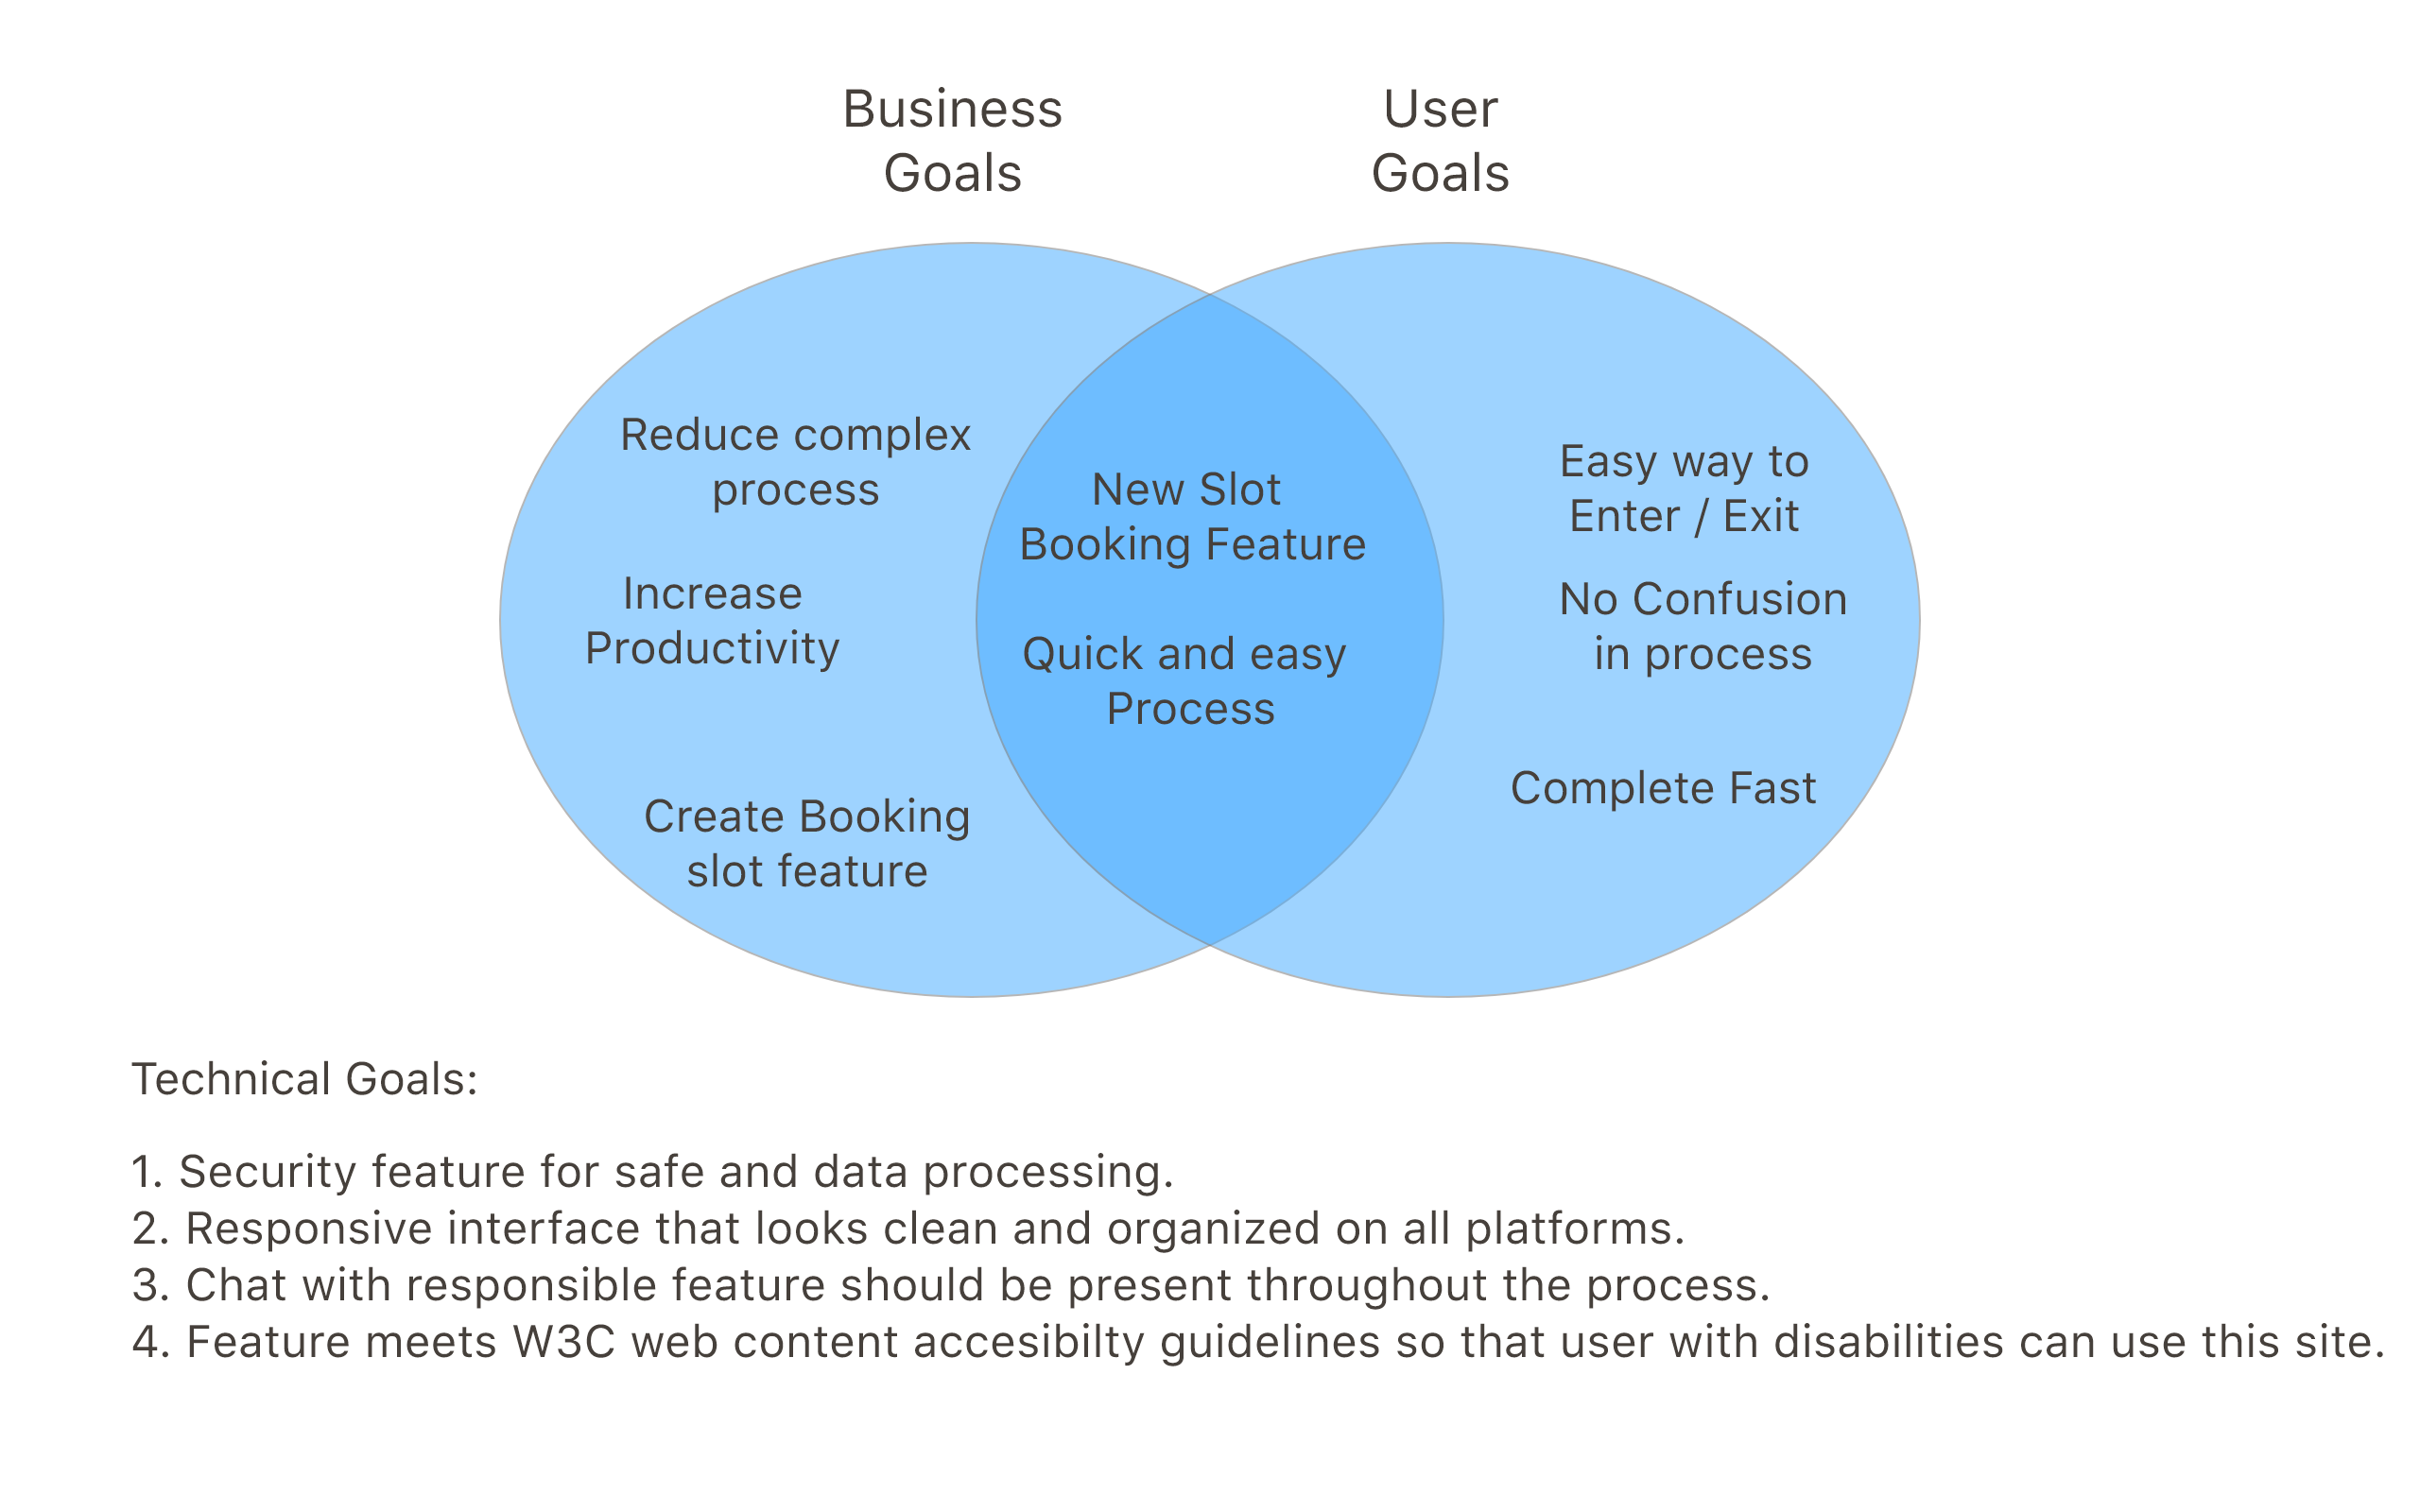 Business
Goals
User
Goals
Reduce complex
process
Increase
Productivity
Create Booking
slot feature
New Slot
Booking Feature
Quick and easy
Process
Easy way to
Enter / Exit
No Confusion
in process
Complete Fast
Technical Goals:
1. Security feature for safe and data processing.
2. Responsive interface that looks clean and organized on all platforms.
3. Chat with responsible feature should be present throughout the process.
4. Feature meets W3C web content accesibilty guidelines so that user with disabilities can use this site.